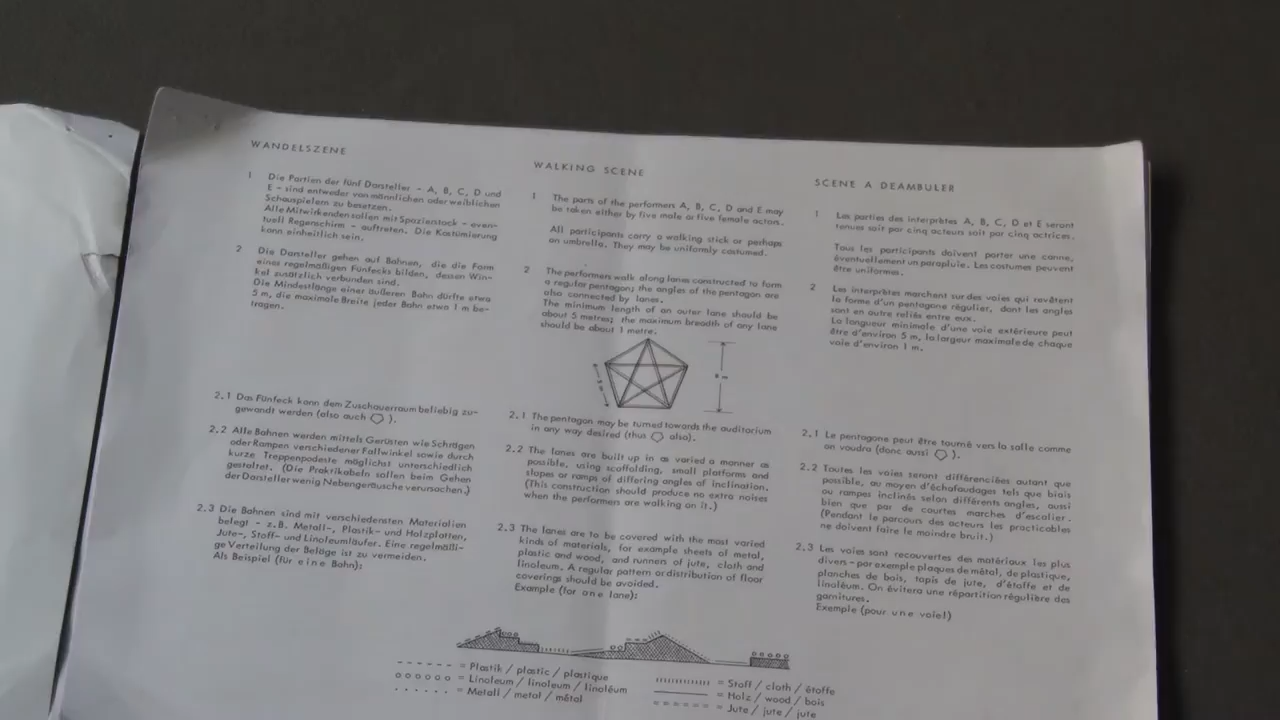 WANDELSZENE
1 Die Partien der fünf Darsteller - A, B, C, D und
E - sind entweder von männlichen oder weiblichen
Schauspielern zu besetzen.
Alle Mitwirkenden sollen mit Spazierstock - even-
tuell Regenschirm - auftreten. Die Kostümierung
kann einheitlich sein.
2 Die Darsteller gehen auf Bahnen, die die Form
eines regelmäßigen Fünfecks bilden, dessen Win-
kel zusätzlich verbunden sind.
Die Mindestlänge einer äußeren Bahn dürfte etwa
5 m, die maximale Breite jeder Bahn etwa 1 m be-
tragen.
2.1 Das Fünfeck kann dem Zuschauerraum beliebig zu-
gewandt werden (also auch ).
2.2 Alle Bahnen werden mittels Gerüsten wie Schrägen
oder Rampen verschiedener Fallwinkel sowie durch
kurze Treppenpodeste möglichst unterschiedlich
gestaltet. (Die Praktikabeln sollen beim Gehen
der Darsteller wenig Nebengeräusche verursachen.)
2.3 Die Bahnen sind mit verschiedensten Materialien
belegt - z.B. Metall-, Plastik- und Holzplatten,
Jute-, Stoff- und Linoleumläufer. Eine regelmäßi-
ge Verteilung der Beläge ist zu vermeiden.
Als Beispiel (für eine Bahn):
WALKING SCENE
1 The parts of the performers A, B, C, D and E may
be taken either by five male or five female actors.
All participants carry a walking stick or perhaps
an umbrella. They may be uniformly costumed.
2 The performers walk along lanes constructed to form
a regular pentagon; the angles of the pentagon are
also connected by lanes.
The minimum length of an outer lane should be
about 5 metres; the maximum breadth of any lane
should be about 1 metre.
2.1 The pentagon may be turned towards the auditorium
in any way desired (thus also).
2.2 The lanes are built up in as varied a manner as
possible, using scaffolding, small platforms and
slopes or ramps of differing angles of inclination.
(This construction should produce no extra noises
when the performers are walking on it.)
2.3 The lanes are to be covered with the most varied
kinds of materials, for example sheets of metal,
plastic and wood, and runners of jute, cloth and
linoleum. A regular pattern or distribution of floor
coverings should be avoided.
Example (for one lane):
SCENE A DEAMBULER
1 Les parties des interprètes A, B, C, D et E seront
tenues soit par cinq acteurs soit par cinq actrices.
Tous les participants doivent porter une canne,
éventuellement un parapluie. Les costumes peuvent
être uniformes.
2 Les interprètes marchent sur des voies qui revêtent
la forme d'un pentagone régulier, dont les angles
sont en outre reliés entre eux.
La longueur minimale d'une voie extérieure peut
être d'environ 5 m, la largeur maximale de chaque
voie d'environ 1 m.
2.1 Le pentagone peut être tourné vers la salle comme
on voudra (donc aussi ).
2.2 Toutes les voies seront différenciées autant que
possible, au moyen d'échafaudages tels que biais
ou rampes inclinés selon différents angles, aussi
bien que par de courtes marches d'escalier.
(Pendant le parcours des acteurs les practicables
ne doivent faire le moindre bruit.)
2.3 Les voies sont recouvertes des matériaux les plus
divers - par exemple plaques de métal, de plastique,
planches de bois, tapis de jute, d'étoffe et de
linoléum. On évitera une répartition régulière des
garnitures.
Exemple (pour une voie!)
= Plastik / plastic / plastique
= Linoleum / linoleum / linoléum
= Metall / metal / métal
= Stoff / cloth / étoffe
= Holz / wood / bois
= Jute / jute / jute